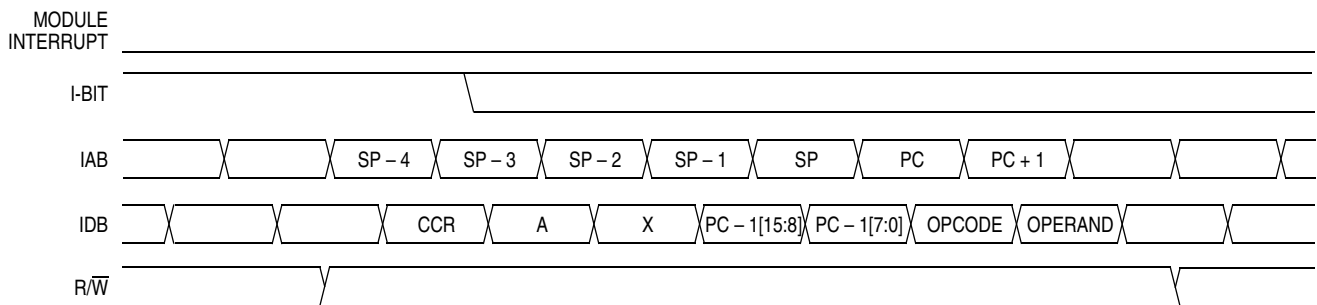 MODULE
INTERRUPT
I-BIT
IAB SP – 4 SP – 3 SP – 2 SP – 1 SP PC PC + 1
IDB CCR A X PC – 1[15:8] PC – 1[7:0] OPCODE OPERAND
R/W̅